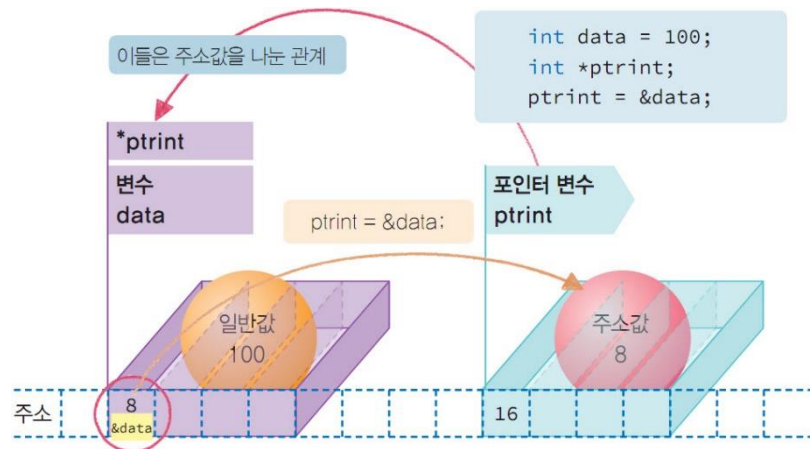 이들은 주소값을 나눈 관계
int data = 100;
int *ptrint;
ptrint = &data;
*ptrint
변수
data
포인터 변수
ptrint
ptrint = &data;
일반값
100
주소값
8
주소
8
&data
16